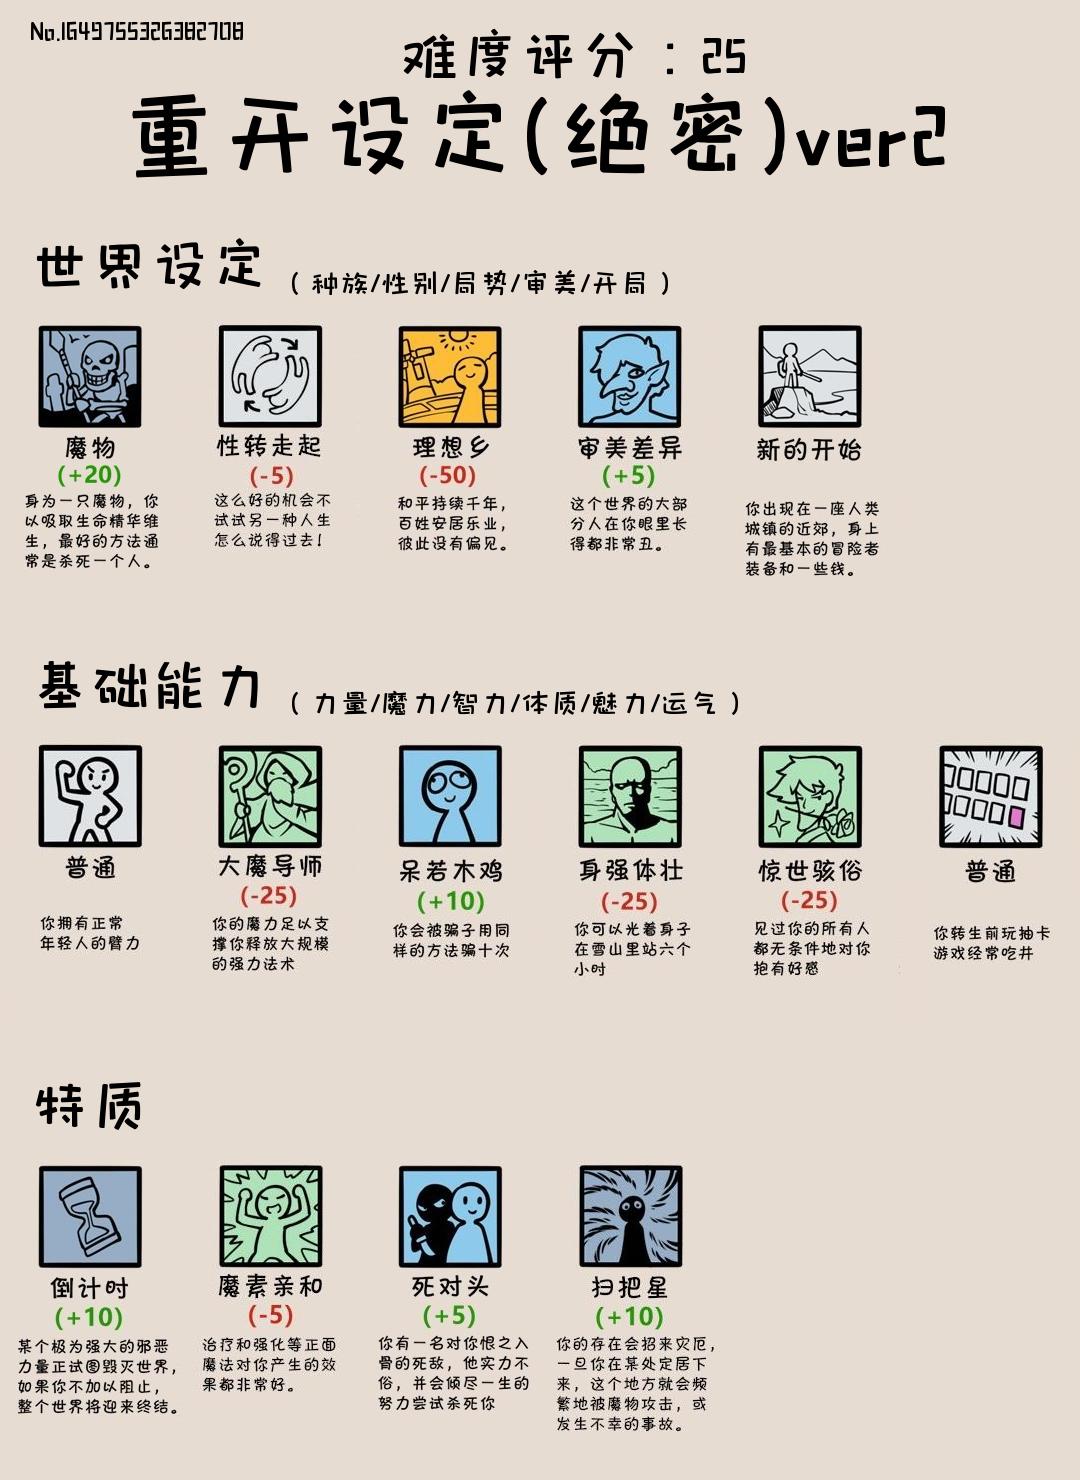 No.1649755326382708
难度评分：25
重开设定(绝密)ver2
世界设定（种族/性别/局势/审美/开局）
魔物
(+20)
身为一只魔物，你
以吸取生命精华维
生，最好的方法通
常是杀死一个人。
性转走起
(-5)
这么好的机会不
试试另一种人生
怎么说得过去！
理想乡
(-50)
和平持续千年，
百姓安居乐业，
彼此没有偏见。
审美差异
(+5)
这个世界的大部
分人在你眼里长
得都非常丑。
新的开始
你出现在一座人类
城镇的近郊，身上
有最基本的冒险者
装备和一些钱。
基础能力（力量/魔力/智力/体质/魅力/运气）
普通
你拥有正常
年轻人的臂力
大魔导师
(-25)
你的魔力足以支
撑你释放大规模
的强力法术
呆若木鸡
(+10)
你会被骗子用同
样的方法骗十次
身强体壮
(-25)
你可以光着身子
在雪山里站六个
小时
惊世骇俗
(-25)
见过你的所有人
都无条件地对你
抱有好感
普通
你转生前玩抽卡
游戏经常吃井
特质
倒计时
(+10)
某个极为强大的邪恶
力量正试图毁灭世界，
如果你不加以阻止，
整个世界将迎来终结。
魔素亲和
(-5)
治疗和强化等正面
魔法对你产生的效
果都非常好。
死对头
(+5)
你有一名对你恨之入
骨的死敌，他实力不
俗，并会倾尽一生的
努力尝试杀死你
扫把星
(+10)
你的存在会招来灾厄，
一旦你在某处定居下
来，这个地方就会频
繁地被魔物攻击，或
发生不幸的事故。